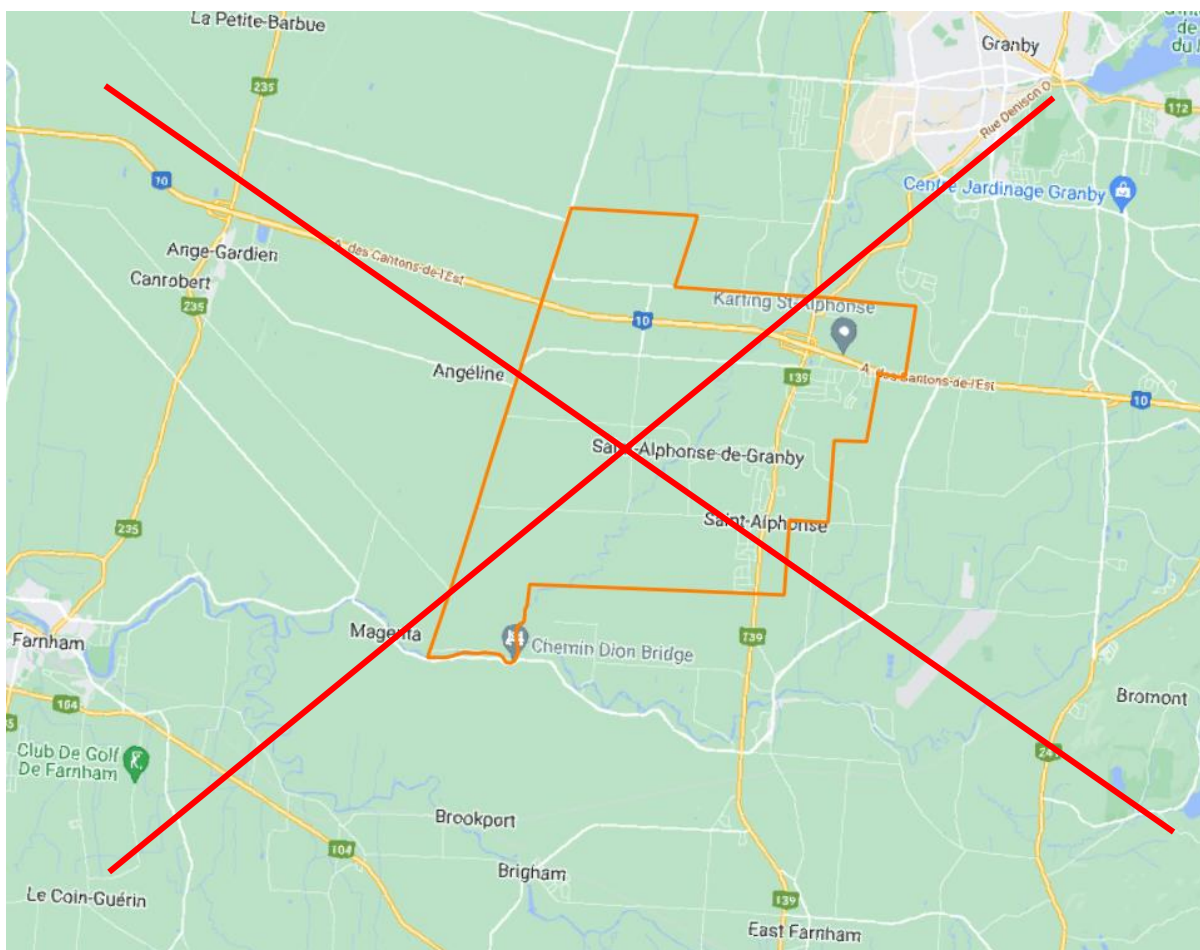 La Petite-Barbue
Granby
de
du
235
Rue Denison O
112
10
Centre Jardinage Granby
Ange-Gardien
A. des Cantons-de-l'Est
Canrobert
235
Karting St-Alphonse
10
Angéline
139
A. des Cantons-de-l'Est
10
Saint-Alphonse-de-Granby
Saint-Alphonse
235
Farnham
Magenta
139
Chemin Dion Bridge
Bromont
104
Club De Golf
De Farnham
Brookport
104
Brigham
Le Coin-Guérin
139
East Farnham